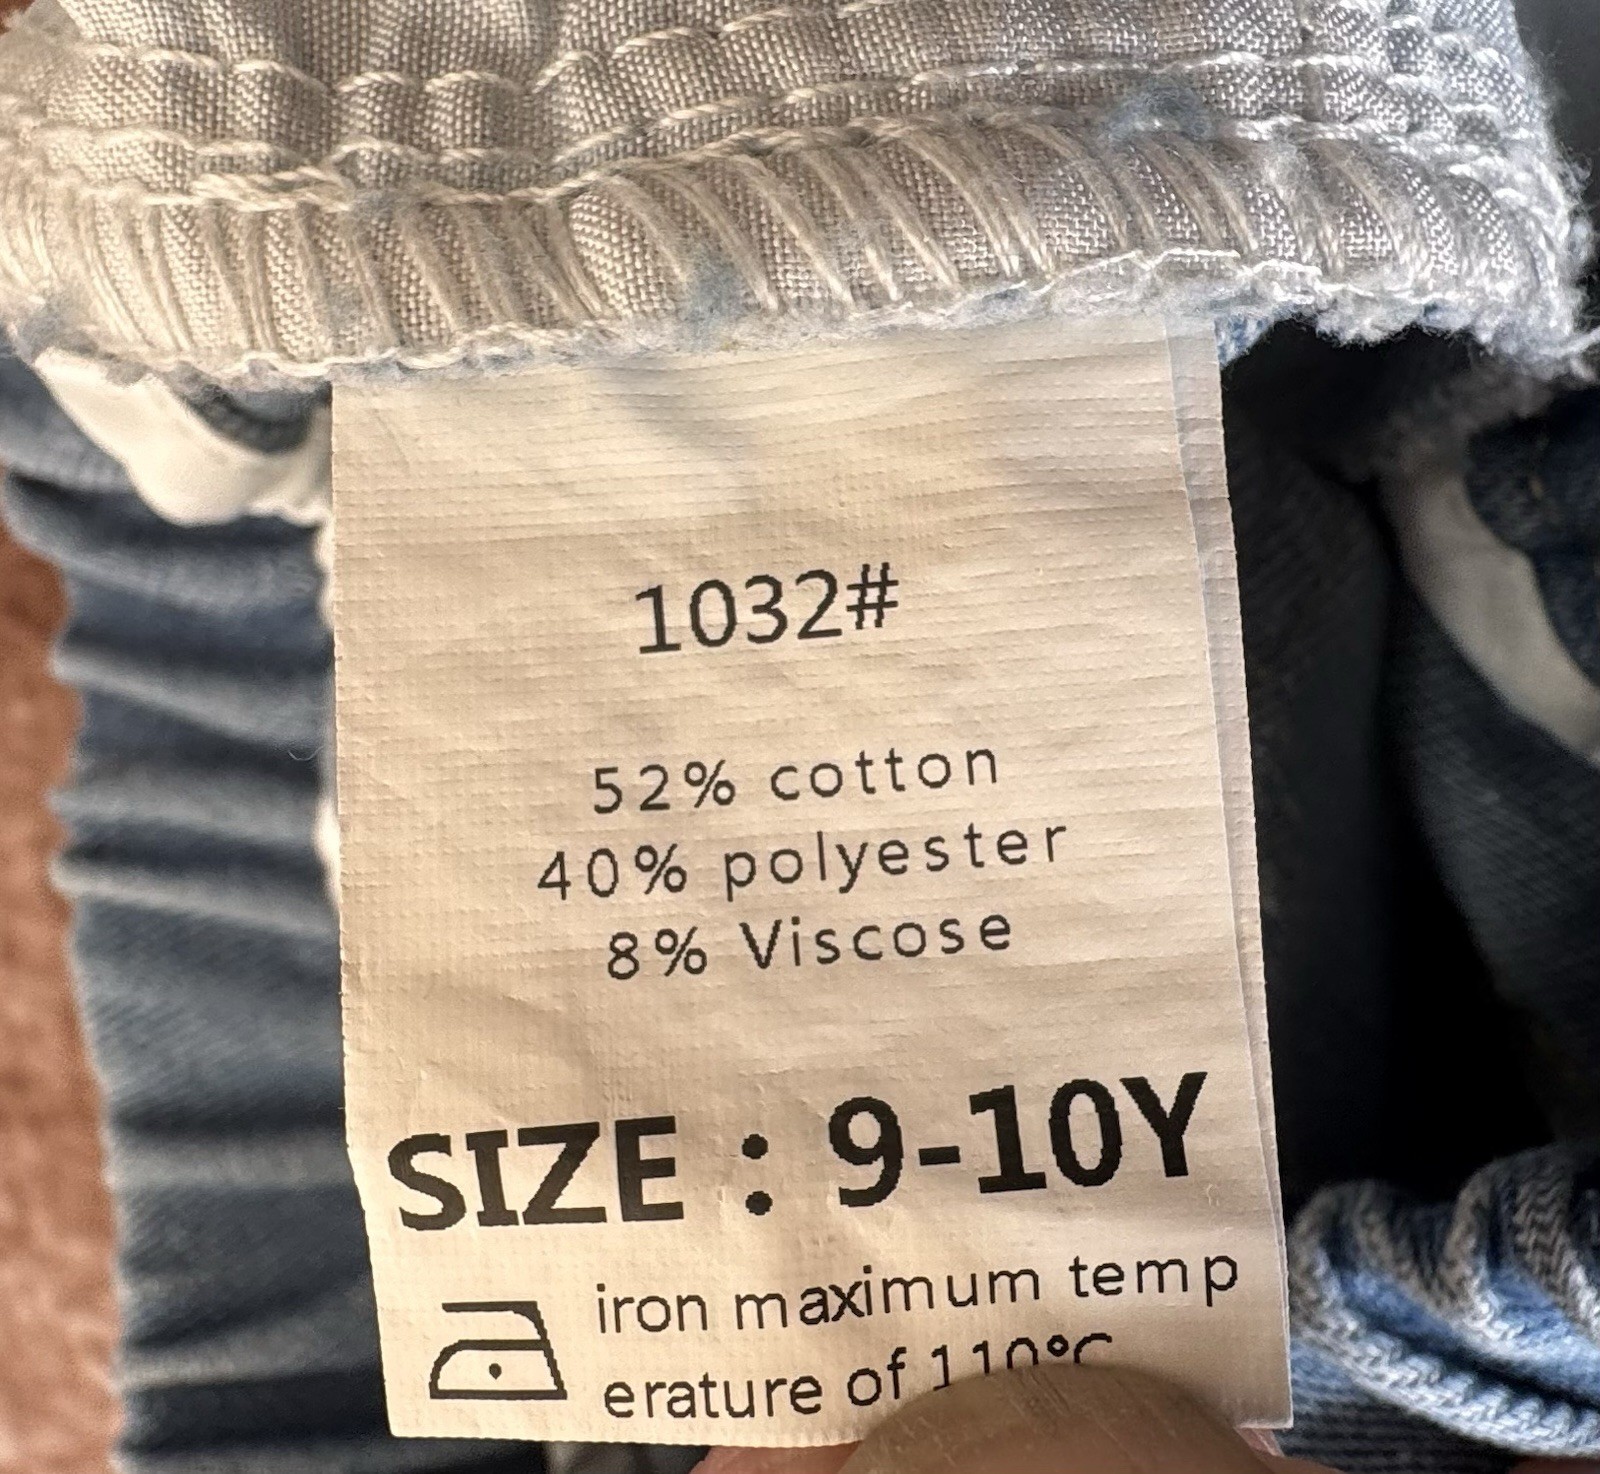 1032#
52% cotton
40% polyester
8% Viscose
SIZE : 9-10Y
iron maximum temp
erature of 110°C